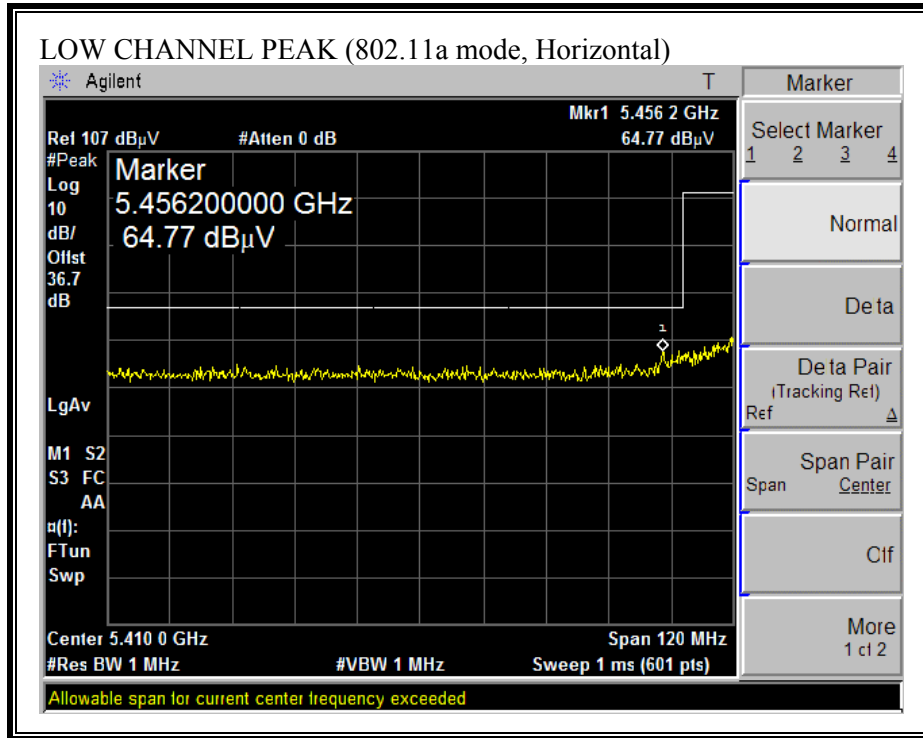 LOW CHANNEL PEAK (802.11a mode, Horizontal)
Agilent T
Mkr1 5.456 2 GHz
Ref 107 dBµV #Atten 0 dB 64.77 dBµV
#Peak
Log
10
dB/
Offst
36.7
dB
Marker
5.456200000 GHz
64.77 dBµV
1
LgAv
M1 S2
S3 FC
AA
¤(f):
FTun
Swp
Center 5.410 0 GHz Span 120 MHz
#Res BW 1 MHz #VBW 1 MHz Sweep 1 ms (601 pts)
Allowable span for current center frequency exceeded
Marker
Select Marker
1 2 3 4
Normal
Delta
Delta Pair
(Tracking Ref)
Ref Δ
Span Pair
Span Center
Off
More
1 of 2